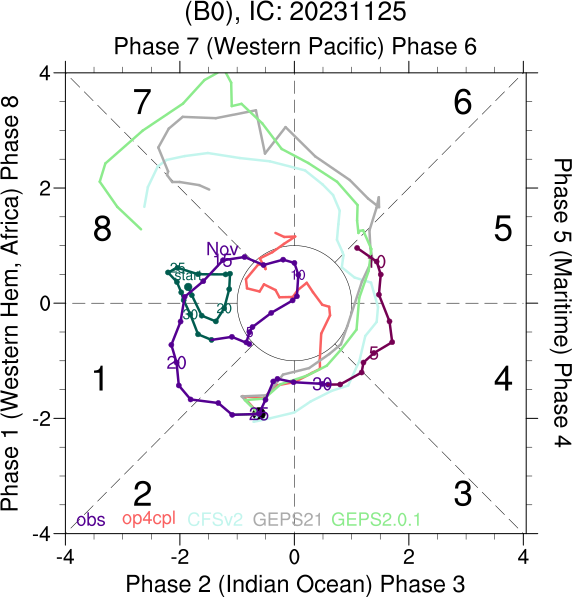 (B0), IC: 20231125
Phase 7 (Western Pacific) Phase 6
4
2
0
-2
-4
-4 -2 0 2 4
Phase 1 (Western Hem, Africa) Phase 8
Phase 5 (Maritime) Phase 4
7 6
8 5
1 4
2 3
Nov
15
25
start
10
10
30
20
5
5
20
30
25
obs op4cpl CFSv2 GEPS21 GEPS2.0.1
Phase 2 (Indian Ocean) Phase 3